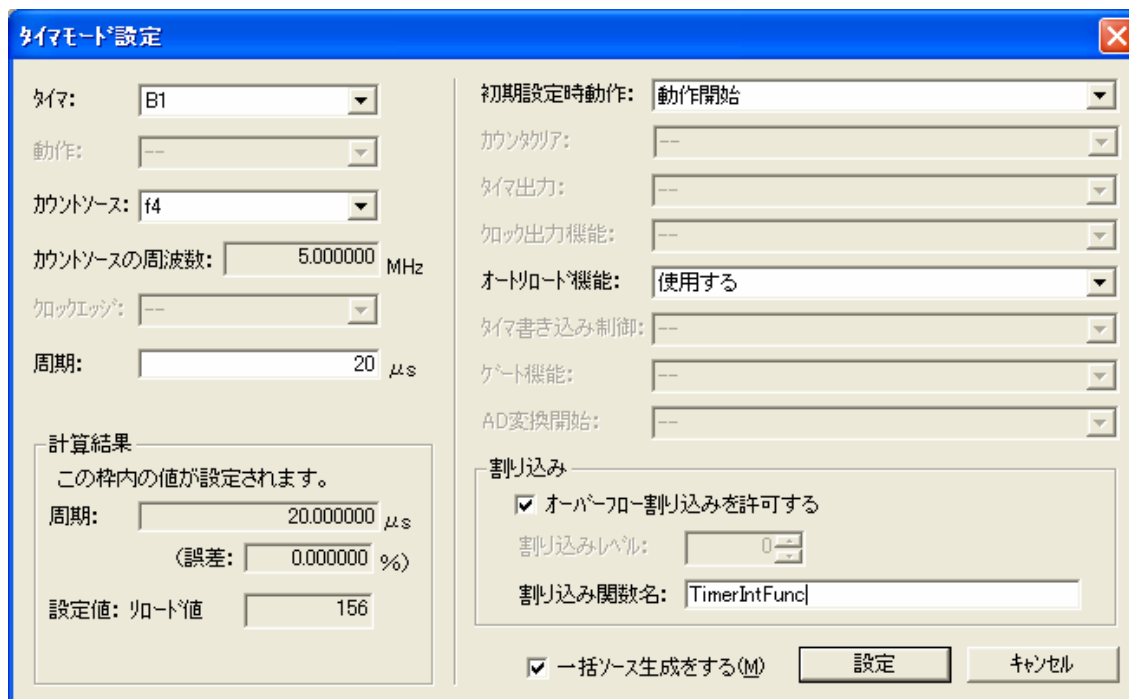 タイマモード設定
タイマ: B1
動作: --
カウントソース: f4
カウントソースの周波数: 5.000000 MHz
クロックエッジ: --
周期: 20 μs
計算結果
この枠内の値が設定されます。
周期: 20.000000 μs
(誤差: 0.000000 %)
設定値: リロード値 156
初期設定時動作: 動作開始
カウンタクリア: --
タイマ出力: --
クロック出力機能: --
オートリロード機能: 使用する
タイマ書き込み制御: --
ゲート機能: --
AD変換開始: --
割り込み
オーバーフロー割り込みを許可する
割り込みレベル: 0
割り込み関数名: TimerIntFunc
一括ソース生成をする(M) 設定 キャンセル